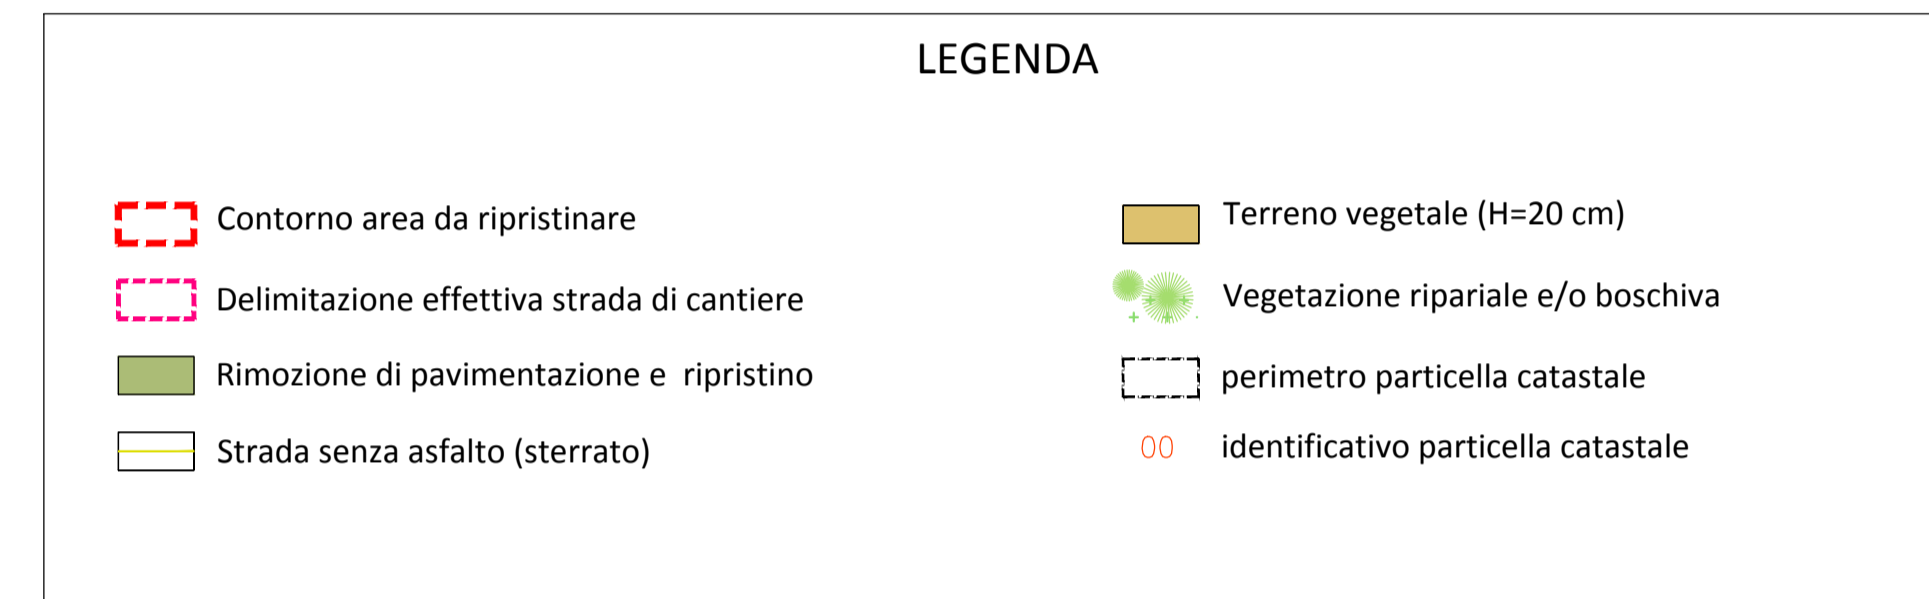 LEGENDA
Contorno area da ripristinare
Delimitazione effettiva strada di cantiere
Rimozione di pavimentazione e  ripristino
Strada senza asfalto (sterrato)
Terreno vegetale (H=20 cm)
Vegetazione ripariale e/o boschiva
perimetro particella catastale
00 identificativo particella catastale